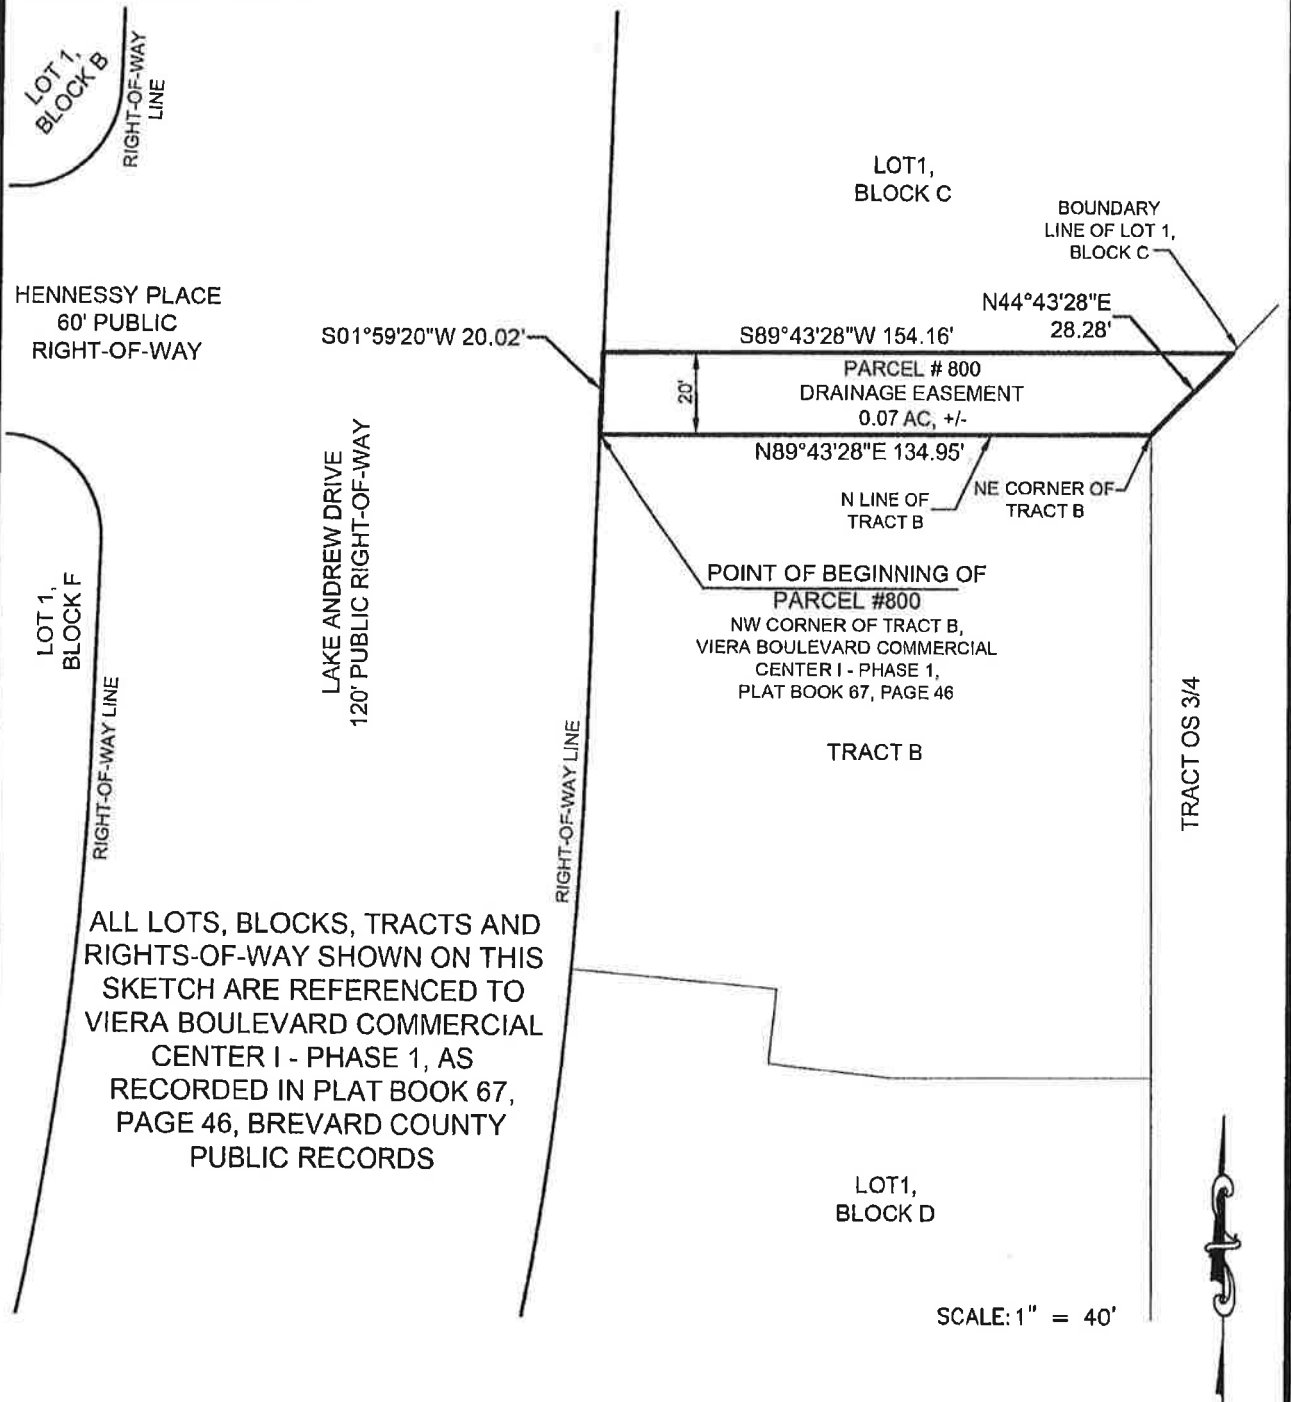 LOT 1,
BLOCK B
RIGHT-OF-WAY
LINE
LOT1,
BLOCK C
BOUNDARY
LINE OF LOT 1,
BLOCK C
HENNESSY PLACE
60' PUBLIC
RIGHT-OF-WAY
N44°43'28"E
28.28'
S01°59'20"W 20.02'
S89°43'28"W 154.16'
PARCEL # 800
DRAINAGE EASEMENT
0.07 AC, +/-
20'
N89°43'28"E 134.95'
N LINE OF
TRACT B
NE CORNER OF
TRACT B
LAKE ANDREW DRIVE
120' PUBLIC RIGHT-OF-WAY
POINT OF BEGINNING OF
PARCEL #800
NW CORNER OF TRACT B,
VIERA BOULEVARD COMMERCIAL
CENTER I - PHASE 1,
PLAT BOOK 67, PAGE 46
LOT 1,
BLOCK F
RIGHT-OF-WAY LINE
RIGHT-OF-WAY LINE
TRACT B
TRACT OS 3/4
ALL LOTS, BLOCKS, TRACTS AND
RIGHTS-OF-WAY SHOWN ON THIS
SKETCH ARE REFERENCED TO
VIERA BOULEVARD COMMERCIAL
CENTER I - PHASE 1, AS
RECORDED IN PLAT BOOK 67,
PAGE 46, BREVARD COUNTY
PUBLIC RECORDS
LOT1,
BLOCK D
SCALE: 1" = 40'